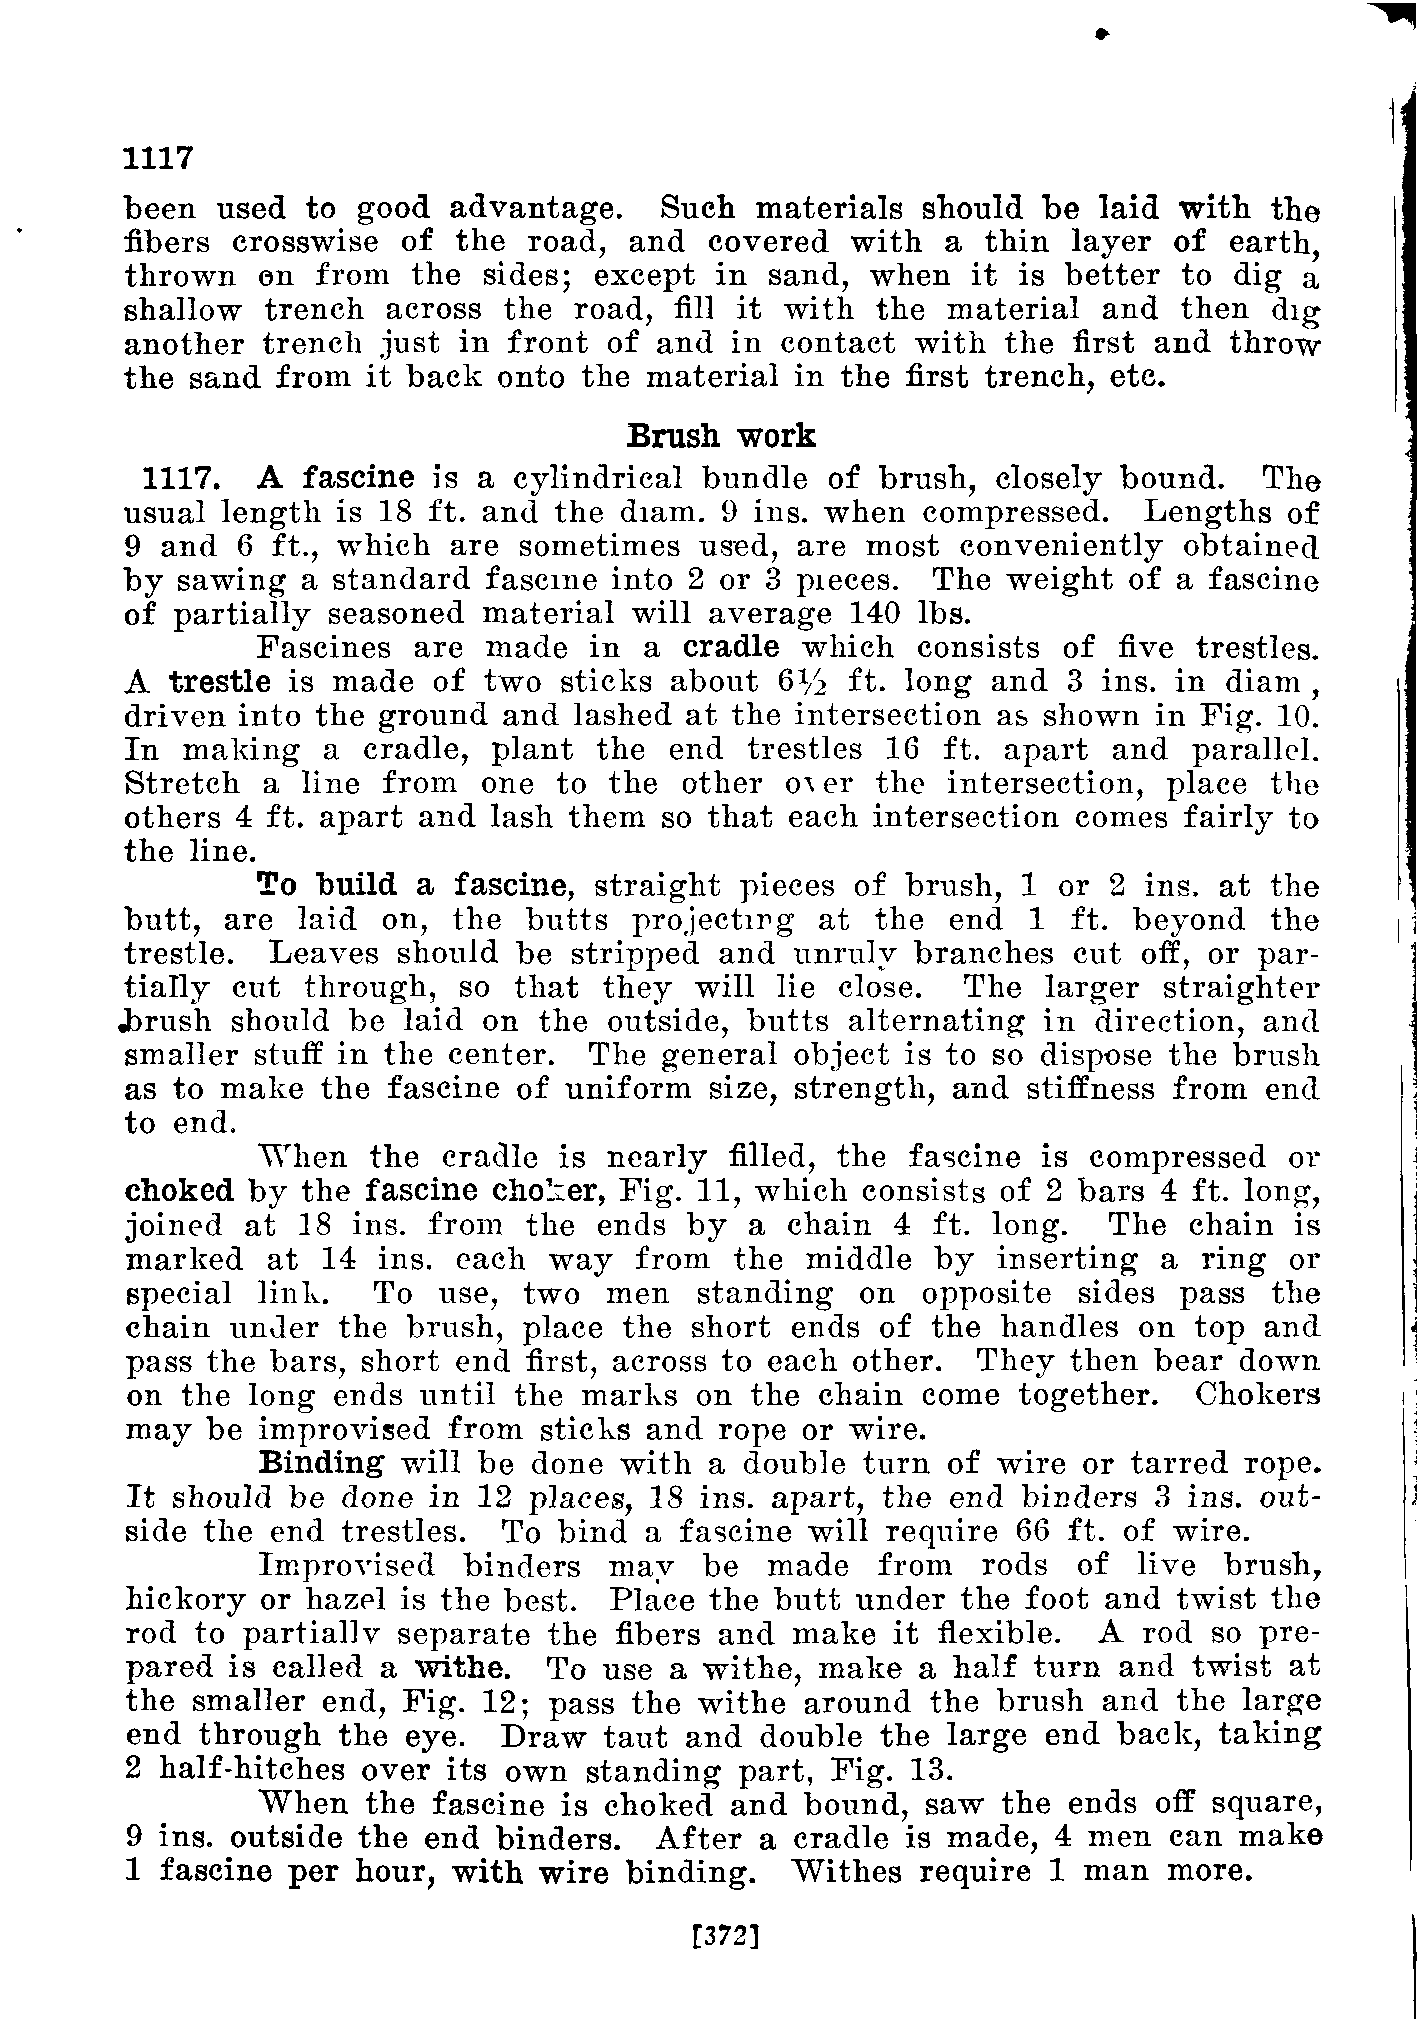 1117
been used to good advantage. Such materials should be laid with the
fibers crosswise of the road, and covered with a thin layer of earth,
thrown on from the sides; except in sand, when it is better to dig a
shallow trench across the road, fill it with the material and then dig
another trench just in front of and in contact with the first and throw
the sand from it back onto the material in the first trench, etc.
Brush work
1117. A fascine is a cylindrical bundle of brush, closely bound. The
usual length is 18 ft. and the diam. 9 ins. when compressed. Lengths of
9 and 6 ft., which are sometimes used, are most conveniently obtained
by sawing a standard fascine into 2 or 3 pieces. The weight of a fascine
of partially seasoned material will average 140 lbs.
Fascines are made in a cradle which consists of five trestles.
A trestle is made of two sticks about 6½ ft. long and 3 ins. in diam,
driven into the ground and lashed at the intersection as shown in Fig. 10.
In making a cradle, plant the end trestles 16 ft. apart and parallel.
Stretch a line from one to the other over the intersection, place the
others 4 ft. apart and lash them so that each intersection comes fairly to
the line.
To build a fascine, straight pieces of brush, 1 or 2 ins. at the
butt, are laid on, the butts projecting at the end 1 ft. beyond the
trestle. Leaves should be stripped and unruly branches cut off, or par-
tially cut through, so that they will lie close. The larger straighter
brush should be laid on the outside, butts alternating in direction, and
smaller stuff in the center. The general object is to so dispose the brush
as to make the fascine of uniform size, strength, and stiffness from end
to end.
When the cradle is nearly filled, the fascine is compressed or
choked by the fascine choker, Fig. 11, which consists of 2 bars 4 ft. long,
joined at 18 ins. from the ends by a chain 4 ft. long. The chain is
marked at 14 ins. each way from the middle by inserting a ring or
special link. To use, two men standing on opposite sides pass the
chain under the brush, place the short ends of the handles on top and
pass the bars, short end first, across to each other. They then bear down
on the long ends until the marks on the chain come together. Chokers
may be improvised from sticks and rope or wire.
Binding will be done with a double turn of wire or tarred rope.
It should be done in 12 places, 18 ins. apart, the end binders 3 ins. out-
side the end trestles. To bind a fascine will require 66 ft. of wire.
Improvised binders may be made from rods of live brush,
hickory or hazel is the best. Place the butt under the foot and twist the
rod to partially separate the fibers and make it flexible. A rod so pre-
pared is called a withe. To use a withe, make a half turn and twist at
the smaller end, Fig. 12; pass the withe around the brush and the large
end through the eye. Draw taut and double the large end back, taking
2 half-hitches over its own standing part, Fig. 13.
When the fascine is choked and bound, saw the ends off square,
9 ins. outside the end binders. After a cradle is made, 4 men can make
1 fascine per hour, with wire binding. Withes require 1 man more.
[372]